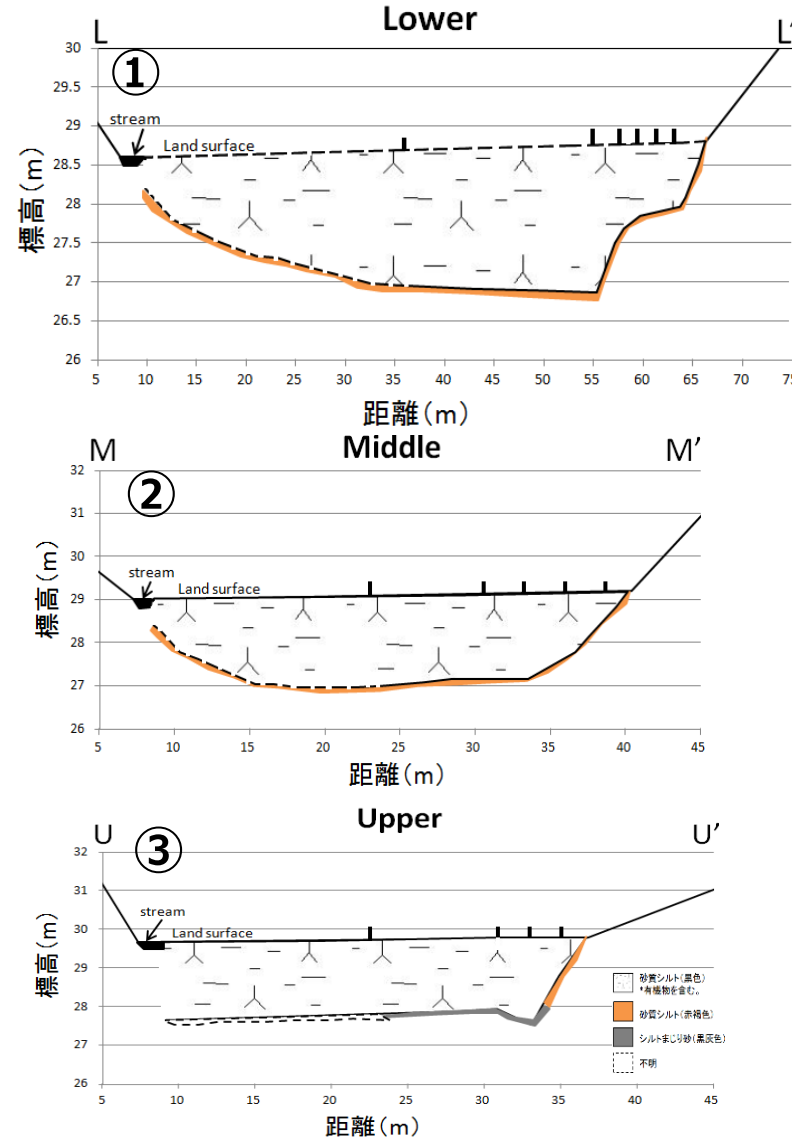 Lower
L
L'
①
stream
Land surface
標高(m)
30
29.5
29
28.5
28
27.5
27
26.5
26
5
10
15
20
25
30
35
40
45
50
55
60
65
70
75
距離(m)
M
Middle
M'
②
stream
Land surface
標高(m)
32
31
30
29
28
27
26
5
10
15
20
25
30
35
40
45
距離(m)
U
Upper
U'
③
stream
Land surface
標高(m)
32
31
30
29
28
27
26
5
10
15
20
25
30
35
40
45
距離(m)
砂質シルト(黒色)
*有機物を含む。
砂質シルト(赤褐色)
シルトまじり砂(黒灰色)
不明